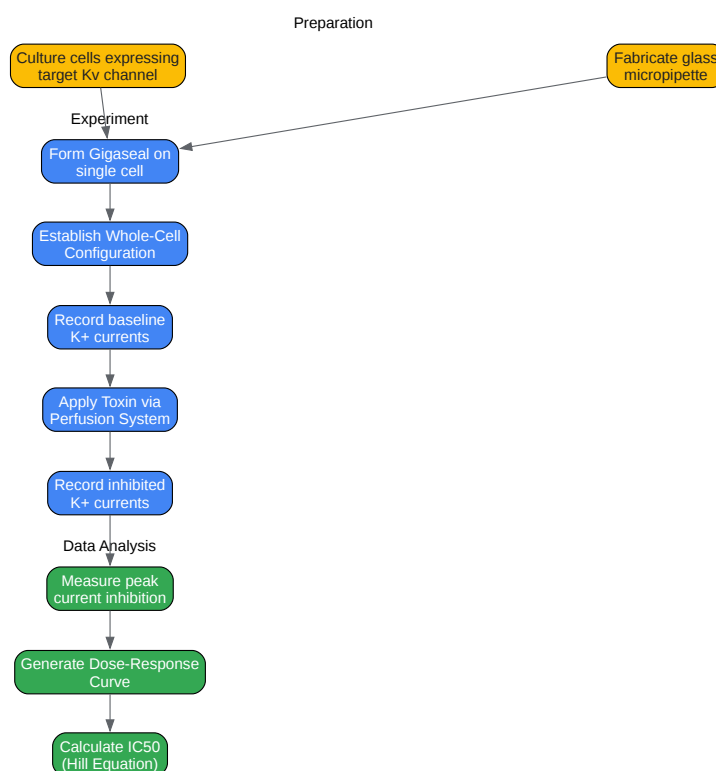 Preparation
Culture cells expressing
target Kv channel
Fabricate glass
micropipette
Experiment
Form Gigaseal on
single cell
Establish Whole-Cell
Configuration
Record baseline
K+ currents
Apply Toxin via
Perfusion System
Record inhibited
K+ currents
Data Analysis
Measure peak
current inhibition
Generate Dose-Response
Curve
Calculate IC50
(Hill Equation)